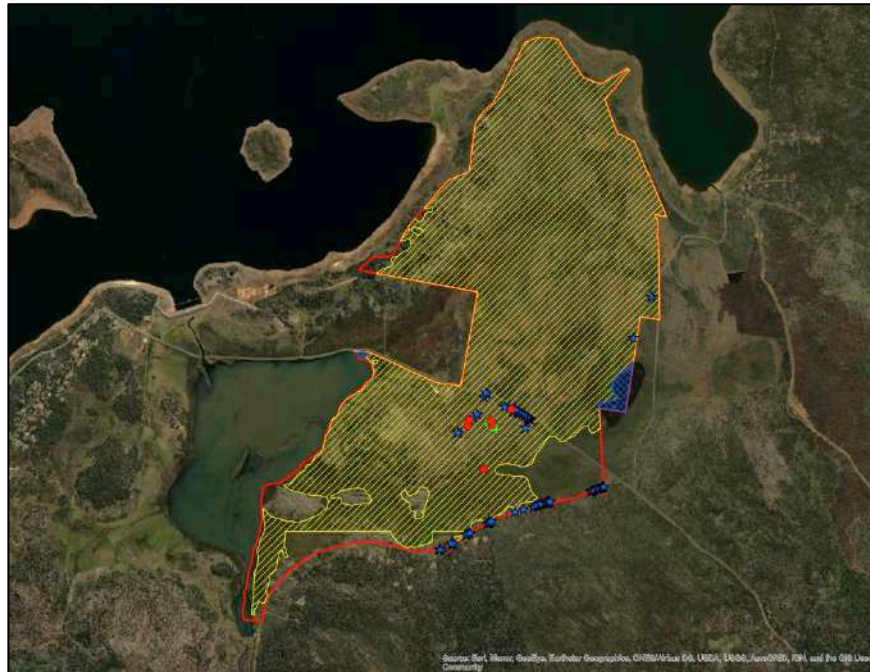 Source: Esri, Maxar, GeoEye, Earthstar Geographics, CNES/Airbus DS, USDA, USGS, AeroGRID, IGN, and the GIS User
Community